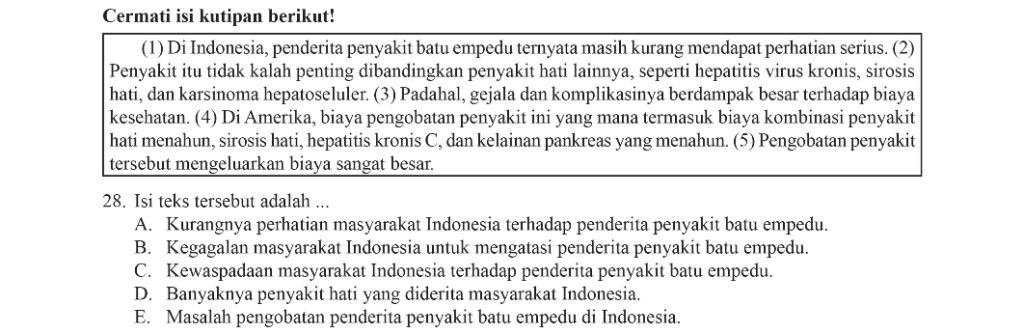 Cermati isi kutipan berikut!
(1) Di Indonesia, penderita penyakit batu empedu ternyata masih kurang mendapat perhatian serius. (2)
Penyakit itu tidak kalah penting dibandingkan penyakit hati lainnya, seperti hepatitis virus kronis, sirosis
hati, dan karsinoma hepatoseluler. (3) Padahal, gejala dan komplikasinya berdampak besar terhadap biaya
kesehatan. (4) Di Amerika, biaya pengobatan penyakit ini yang mana termasuk biaya kombinasi penyakit
hati menahun, sirosis hati, hepatitis kronis C, dan kelainan pankreas yang menahun. (5) Pengobatan penyakit
tersebut mengeluarkan biaya sangat besar.
28. Isi teks tersebut adalah ...
A. Kurangnya perhatian masyarakat Indonesia terhadap penderita penyakit batu empedu.
B. Kegagalan masyarakat Indonesia untuk mengatasi penderita penyakit batu empedu.
C. Kewaspadaan masyarakat Indonesia terhadap penderita penyakit batu empedu.
D. Banyaknya penyakit hati yang diderita masyarakat Indonesia.
E. Masalah pengobatan penderita penyakit batu empedu di Indonesia.